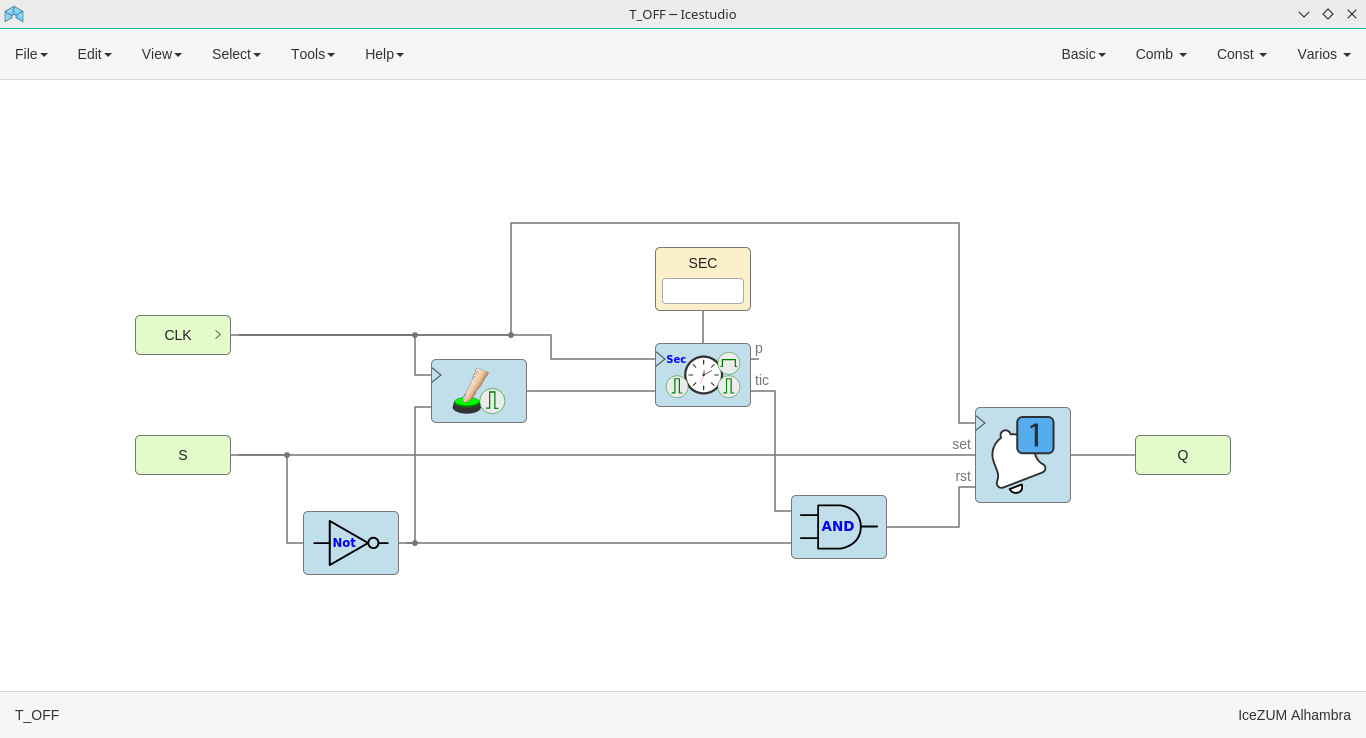 T_OFF — Icestudio
File Edit View Select Tools Help Basic Comb Const Varios
SEC
CLK
p
Sec
tic
1
set
S
Q
rst
AND
Not
T_OFF IceZUM Alhambra